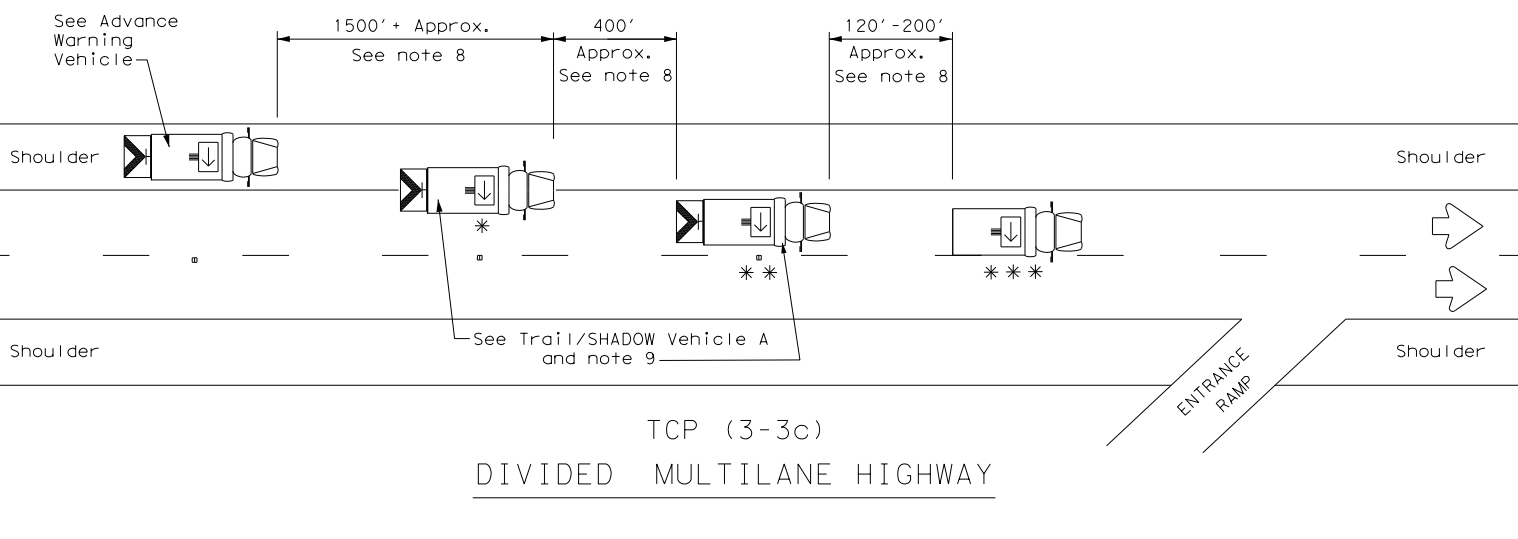 See Advance
Warning
Vehicle
1500'+ Approx.
See note 8
400'
Approx.
See note 8
120'-200'
Approx.
See note 8
Shoulder
Shoulder
*
* *
* * *
See Trail/SHADOW Vehicle A
and note 9
Shoulder
Shoulder
ENTRANCE
RAMP
TCP (3-3c)
DIVIDED MULTILANE HIGHWAY